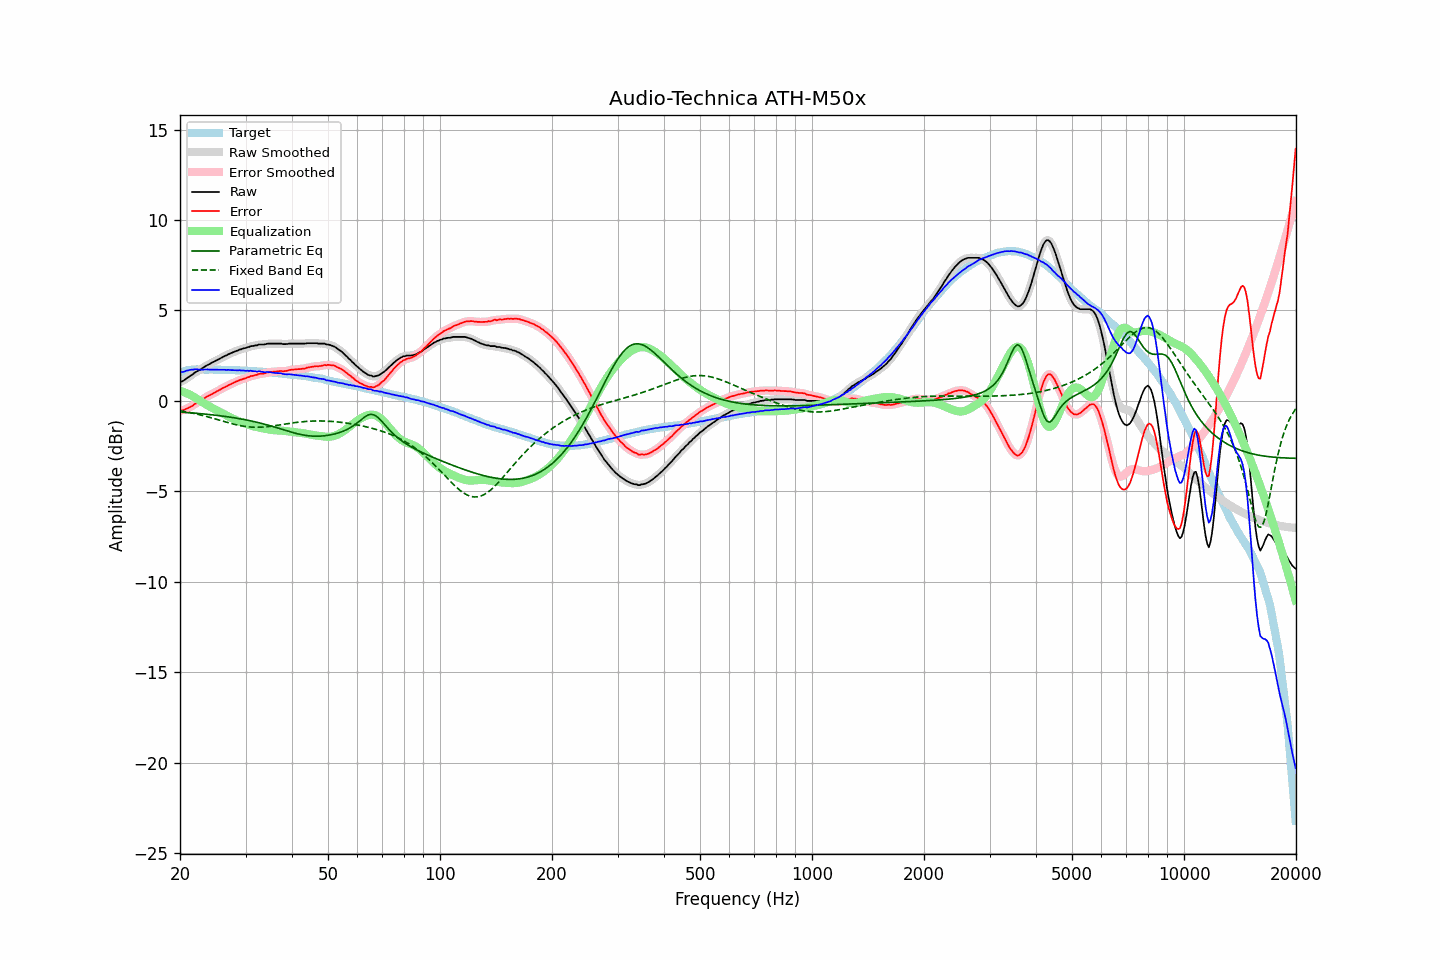 Audio-Technica ATH-M50x
Target
Raw Smoothed
Error Smoothed
Raw
Error
Equalization
Parametric Eq
Fixed Band Eq
Equalized
Amplitude (dBr)
15
10
5
0
−5
−10
−15
−20
−25
20 50 100 200 500 1000 2000 5000 10000 20000
Frequency (Hz)